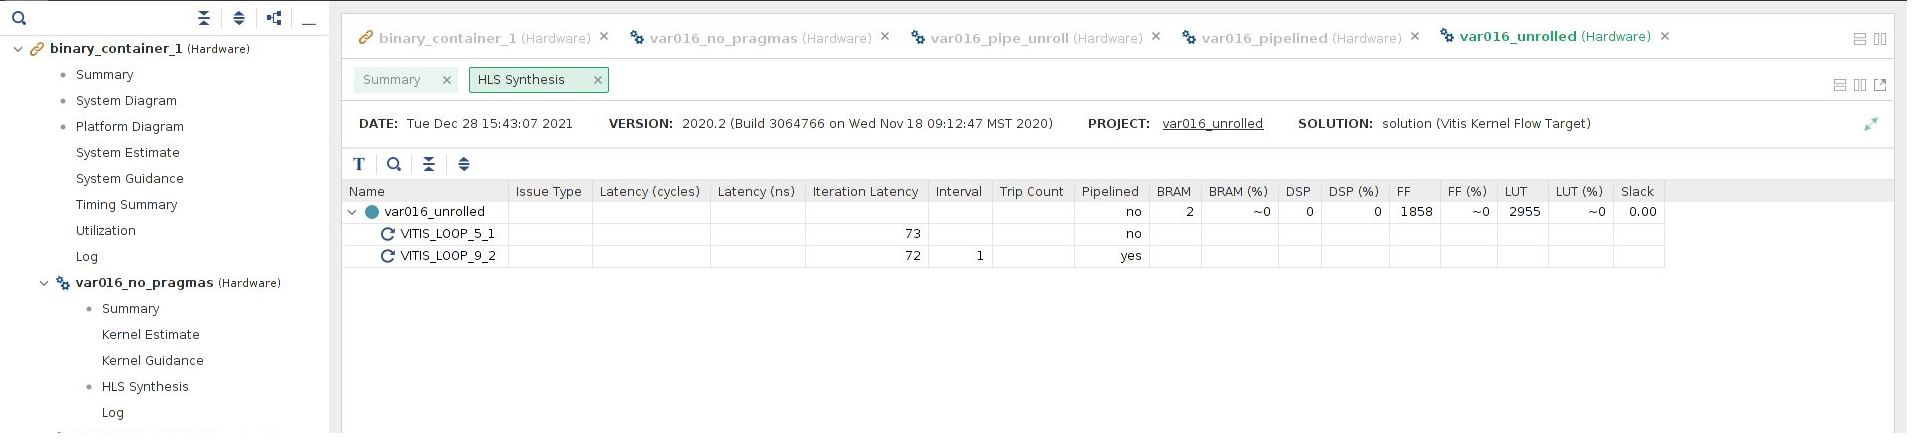 binary_container_1 (Hardware)
Summary
System Diagram
Platform Diagram
System Estimate
System Guidance
Timing Summary
Utilization
Log
var016_no_pragmas (Hardware)
Summary
Kernel Estimate
Kernel Guidance
HLS Synthesis
Log
binary_container_1 (Hardware) var016_no_pragmas (Hardware) var016_pipe_unroll (Hardware) var016_pipelined (Hardware) var016_unrolled (Hardware)
Summary HLS Synthesis
DATE: Tue Dec 28 15:43:07 2021 VERSION: 2020.2 (Build 3064766 on Wed Nov 18 09:12:47 MST 2020) PROJECT: var016_unrolled SOLUTION: solution (Vitis Kernel Flow Target)
T
Name Issue Type Latency (cycles) Latency (ns) Iteration Latency Interval Trip Count Pipelined BRAM BRAM (%) DSP DSP (%) FF FF (%) LUT LUT (%) Slack
var016_unrolled no 2 ~0 0 0 1858 ~0 2955 ~0 0.00
VITIS_LOOP_5_1 73 no
VITIS_LOOP_9_2 72 1 yes